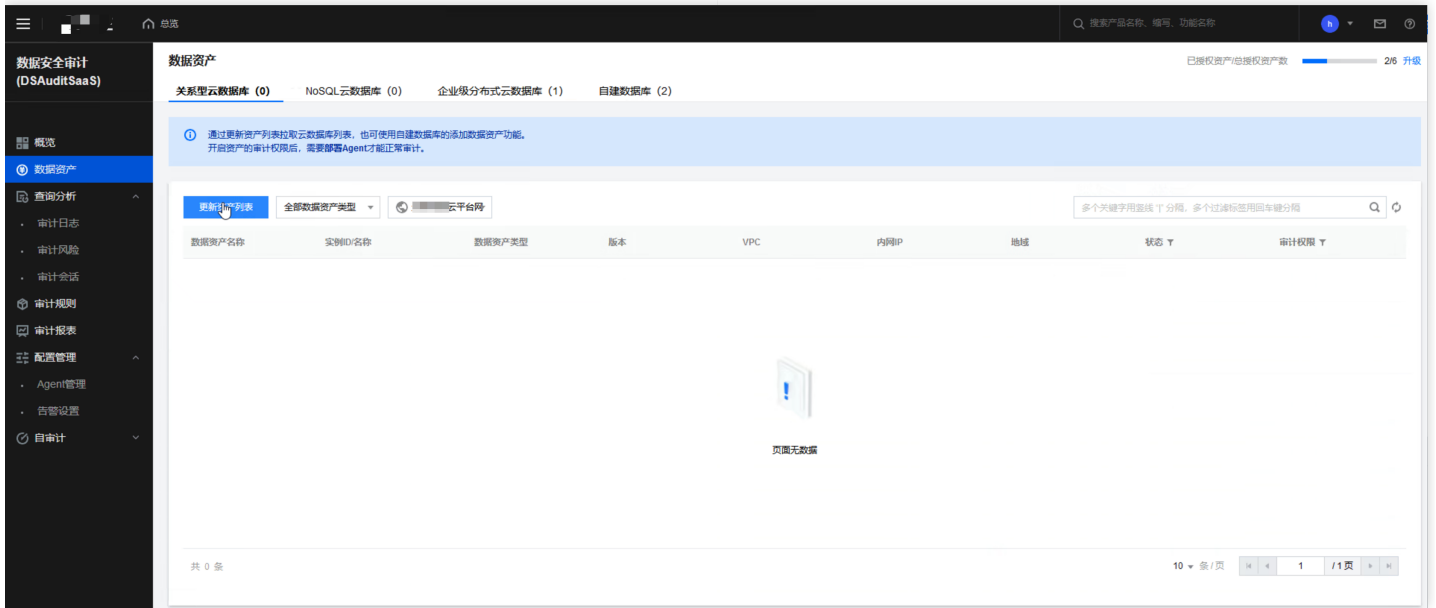 总览
搜索产品名称、缩写、功能名称
h
数据安全审计
(DSAuditSaaS)
概览
数据资产
查询分析
审计日志
审计风险
审计会话
审计规则
审计报表
配置管理
Agent管理
告警设置
自审计
数据资产
已授权资产/总授权资产数
2/6 升级
关系型云数据库 (0)
NoSQL云数据库 (0)
企业级分布式云数据库 (1)
自建数据库 (2)
通过更新资产列表拉取云数据库列表，也可使用自建数据库的添加数据资产功能。
开启资产的审计权限后，需要部署Agent才能正常审计。
更新资产列表
全部数据资产类型
云平台网
多个关键字用竖线 "|" 分隔，多个过滤标签用回车键分隔
数据资产名称 实例ID/名称 数据资产类型 版本 VPC 内网IP 地域 状态 审计权限
页面无数据
共 0 条
10 条/页
1 /1页